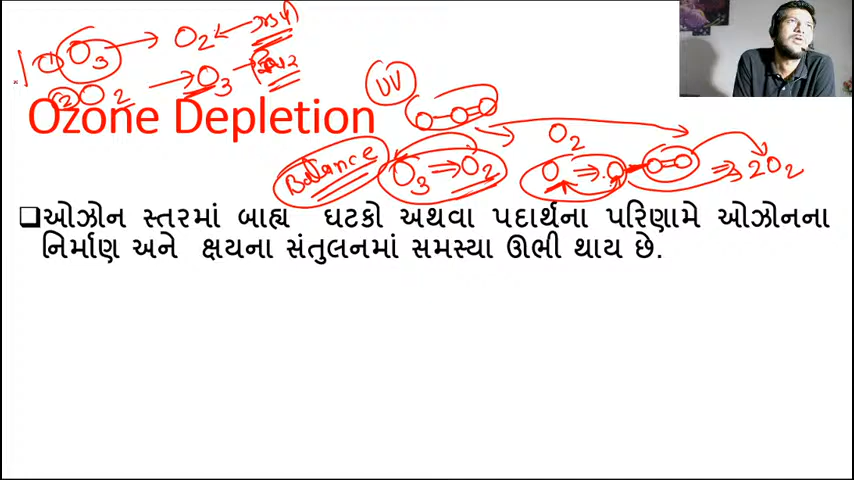 O3 → O2 ←
O2 → O3
UV
Ozone Depletion
O2
Balance O3 ⇒ O2 O ⇒ O ⇒ 2O2
❑ઓઝોન સ્તરમાં બાહ્ય ઘટકો અથવા પદાર્થના પરિણામે ઓઝોનના
નિર્માણ અને ક્ષયના સંતુલનમાં સમસ્યા ઊભી થાય છે.